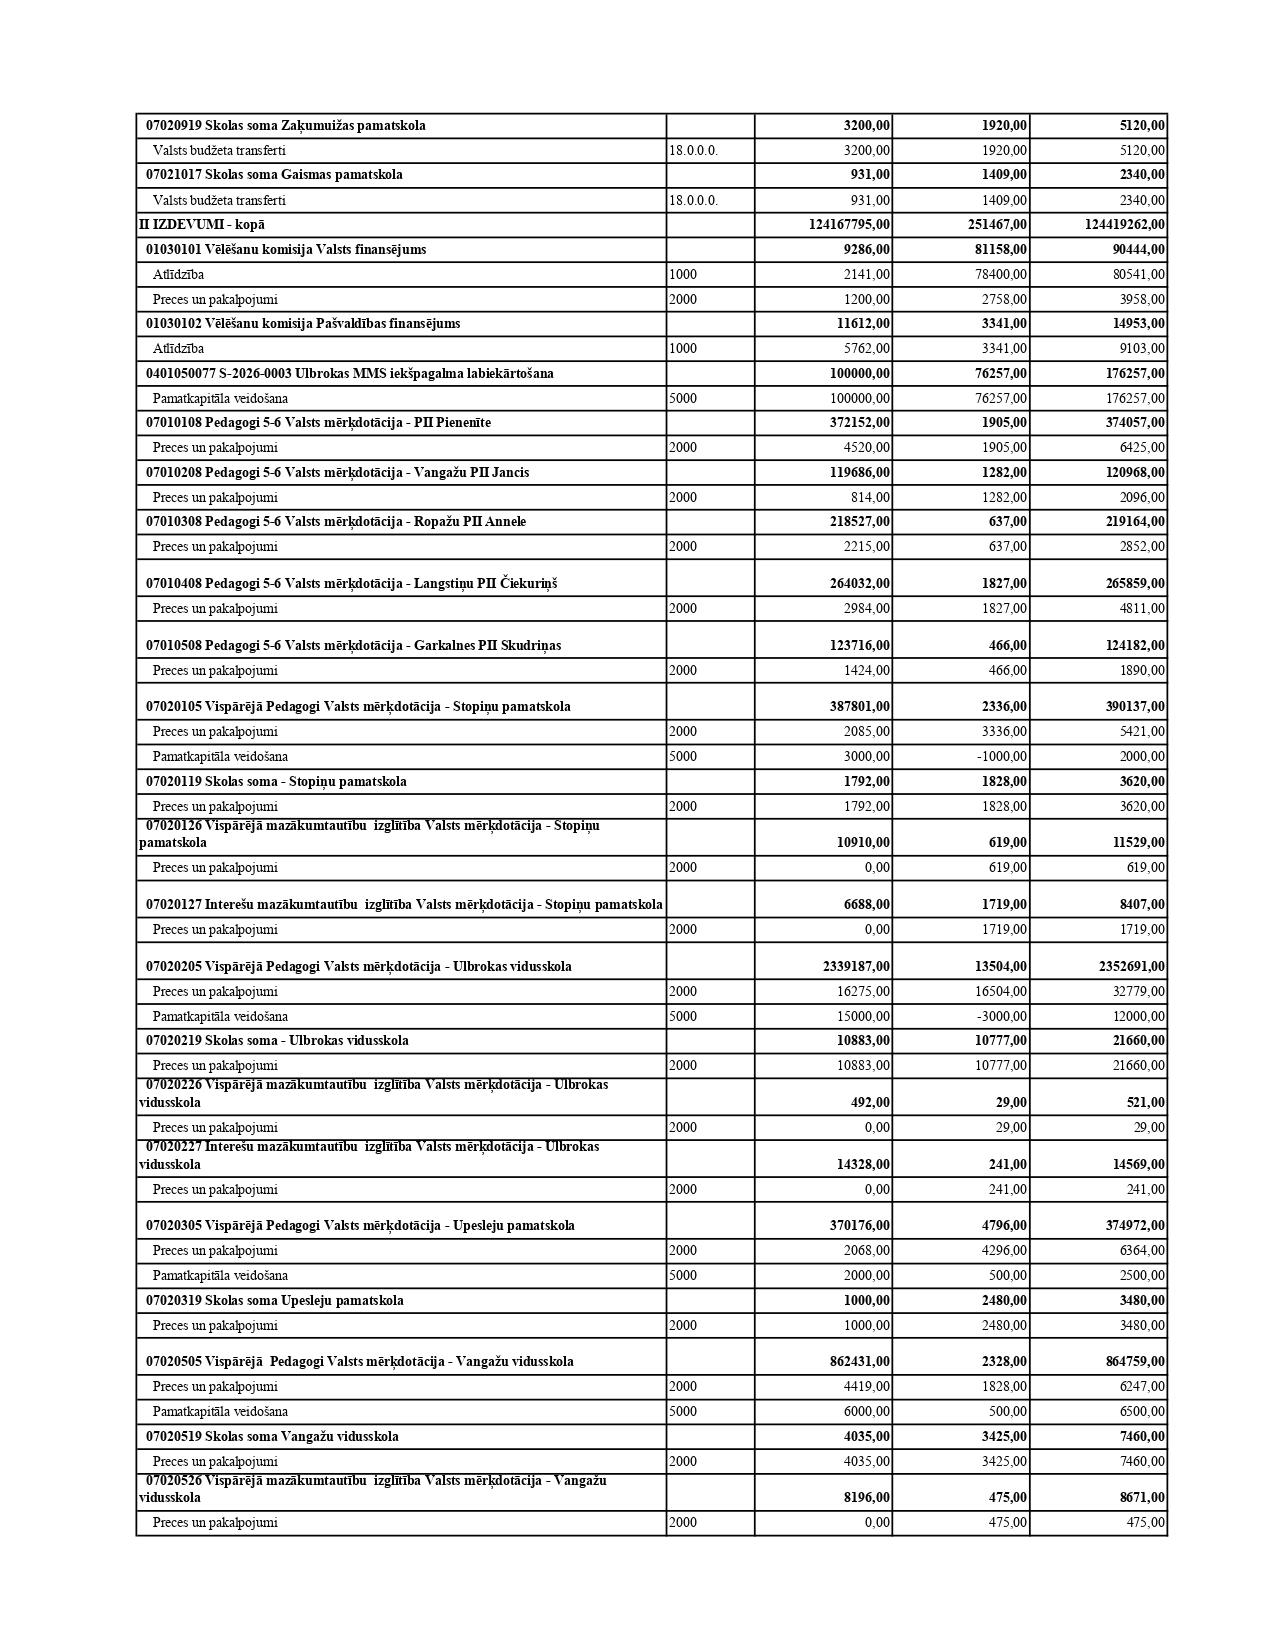 07020919 Skolas soma Zaķumuižas pamatskola 3200,00 1920,00 5120,00
Valsts budžeta transferti 18.0.0.0. 3200,00 1920,00 5120,00
07021017 Skolas soma Gaismas pamatskola 931,00 1409,00 2340,00
Valsts budžeta transferti 18.0.0.0. 931,00 1409,00 2340,00
II IZDEVUMI - kopā 124167795,00 251467,00 124419262,00
01030101 Vēlēšanu komisija Valsts finansējums 9286,00 81158,00 90444,00
Atlīdzība 1000 2141,00 78400,00 80541,00
Preces un pakalpojumi 2000 1200,00 2758,00 3958,00
01030102 Vēlēšanu komisija Pašvaldības finansējums 11612,00 3341,00 14953,00
Atlīdzība 1000 5762,00 3341,00 9103,00
0401050077 S-2026-0003 Ulbrokas MMS iekšpagalma labiekārtošana 100000,00 76257,00 176257,00
Pamatkapitāla veidošana 5000 100000,00 76257,00 176257,00
07010108 Pedagogi 5-6 Valsts mērķdotācija - PII Pienenīte 372152,00 1905,00 374057,00
Preces un pakalpojumi 2000 4520,00 1905,00 6425,00
07010208 Pedagogi 5-6 Valsts mērķdotācija - Vangažu PII Jancis 119686,00 1282,00 120968,00
Preces un pakalpojumi 2000 814,00 1282,00 2096,00
07010308 Pedagogi 5-6 Valsts mērķdotācija - Ropažu PII Annele 218527,00 637,00 219164,00
Preces un pakalpojumi 2000 2215,00 637,00 2852,00
07010408 Pedagogi 5-6 Valsts mērķdotācija - Langstiņu PII Čiekuriņš 264032,00 1827,00 265859,00
Preces un pakalpojumi 2000 2984,00 1827,00 4811,00
07010508 Pedagogi 5-6 Valsts mērķdotācija - Garkalnes PII Skudriņas 123716,00 466,00 124182,00
Preces un pakalpojumi 2000 1424,00 466,00 1890,00
07020105 Vispārējā Pedagogi Valsts mērķdotācija - Stopiņu pamatskola 387801,00 2336,00 390137,00
Preces un pakalpojumi 2000 2085,00 3336,00 5421,00
Pamatkapitāla veidošana 5000 3000,00 -1000,00 2000,00
07020119 Skolas soma - Stopiņu pamatskola 1792,00 1828,00 3620,00
Preces un pakalpojumi 2000 1792,00 1828,00 3620,00
07020126 Vispārējā mazākumtautību  izglītība Valsts mērķdotācija - Stopiņu
pamatskola 10910,00 619,00 11529,00
Preces un pakalpojumi 2000 0,00 619,00 619,00
07020127 Interešu mazākumtautību  izglītība Valsts mērķdotācija - Stopiņu pamatskola 6688,00 1719,00 8407,00
Preces un pakalpojumi 2000 0,00 1719,00 1719,00
07020205 Vispārējā Pedagogi Valsts mērķdotācija - Ulbrokas vidusskola 2339187,00 13504,00 2352691,00
Preces un pakalpojumi 2000 16275,00 16504,00 32779,00
Pamatkapitāla veidošana 5000 15000,00 -3000,00 12000,00
07020219 Skolas soma - Ulbrokas vidusskola 10883,00 10777,00 21660,00
Preces un pakalpojumi 2000 10883,00 10777,00 21660,00
07020226 Vispārējā mazākumtautību  izglītība Valsts mērķdotācija - Ulbrokas
vidusskola 492,00 29,00 521,00
Preces un pakalpojumi 2000 0,00 29,00 29,00
07020227 Interešu mazākumtautību  izglītība Valsts mērķdotācija - Ulbrokas
vidusskola 14328,00 241,00 14569,00
Preces un pakalpojumi 2000 0,00 241,00 241,00
07020305 Vispārējā Pedagogi Valsts mērķdotācija - Upesleju pamatskola 370176,00 4796,00 374972,00
Preces un pakalpojumi 2000 2068,00 4296,00 6364,00
Pamatkapitāla veidošana 5000 2000,00 500,00 2500,00
07020319 Skolas soma Upesleju pamatskola 1000,00 2480,00 3480,00
Preces un pakalpojumi 2000 1000,00 2480,00 3480,00
07020505 Vispārējā  Pedagogi Valsts mērķdotācija - Vangažu vidusskola 862431,00 2328,00 864759,00
Preces un pakalpojumi 2000 4419,00 1828,00 6247,00
Pamatkapitāla veidošana 5000 6000,00 500,00 6500,00
07020519 Skolas soma Vangažu vidusskola 4035,00 3425,00 7460,00
Preces un pakalpojumi 2000 4035,00 3425,00 7460,00
07020526 Vispārējā mazākumtautību  izglītība Valsts mērķdotācija - Vangažu
vidusskola 8196,00 475,00 8671,00
Preces un pakalpojumi 2000 0,00 475,00 475,00